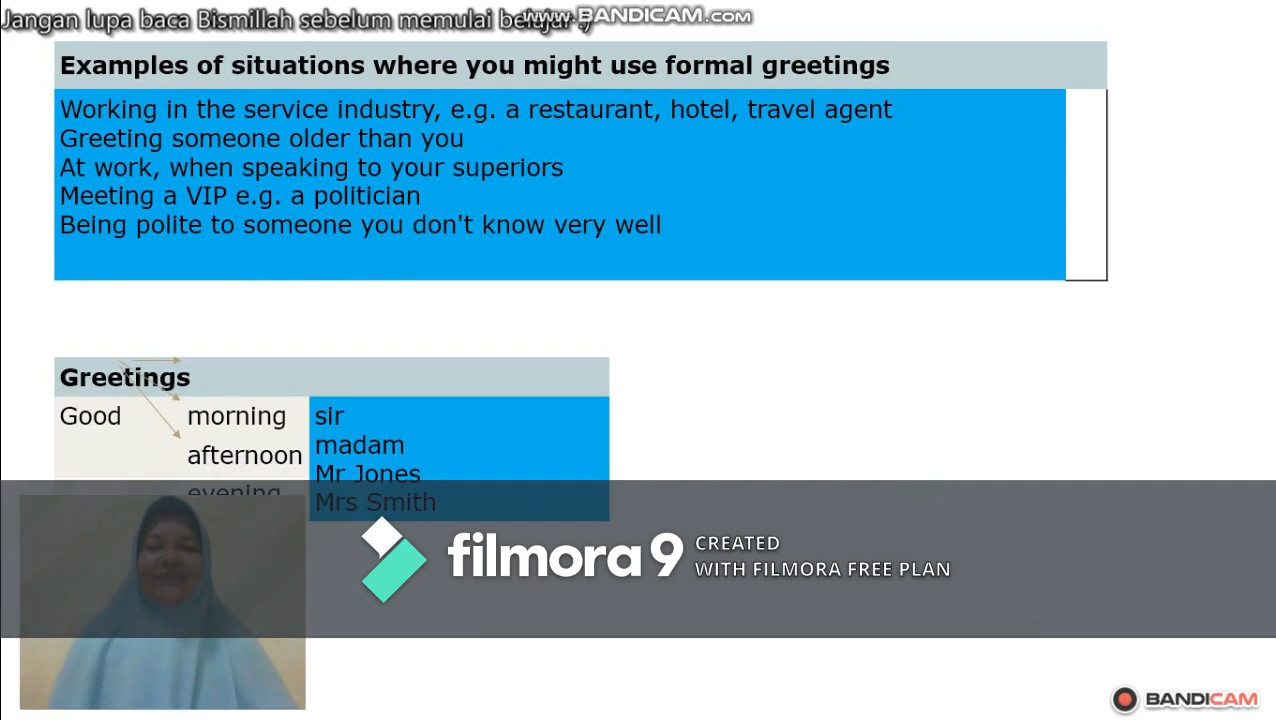 Jangan lupa baca Bismillah sebelum memulai belajar :)
www.BANDICAM.com
Examples of situations where you might use formal greetings
Working in the service industry, e.g. a restaurant, hotel, travel agent
Greeting someone older than you
At work, when speaking to your superiors
Meeting a VIP e.g. a politician
Being polite to someone you don't know very well
Greetings
Good morning sir
madam
afternoon
Mr Jones
evening
Mrs Smith
filmora9 CREATED
WITH FILMORA FREE PLAN
BANDICAM